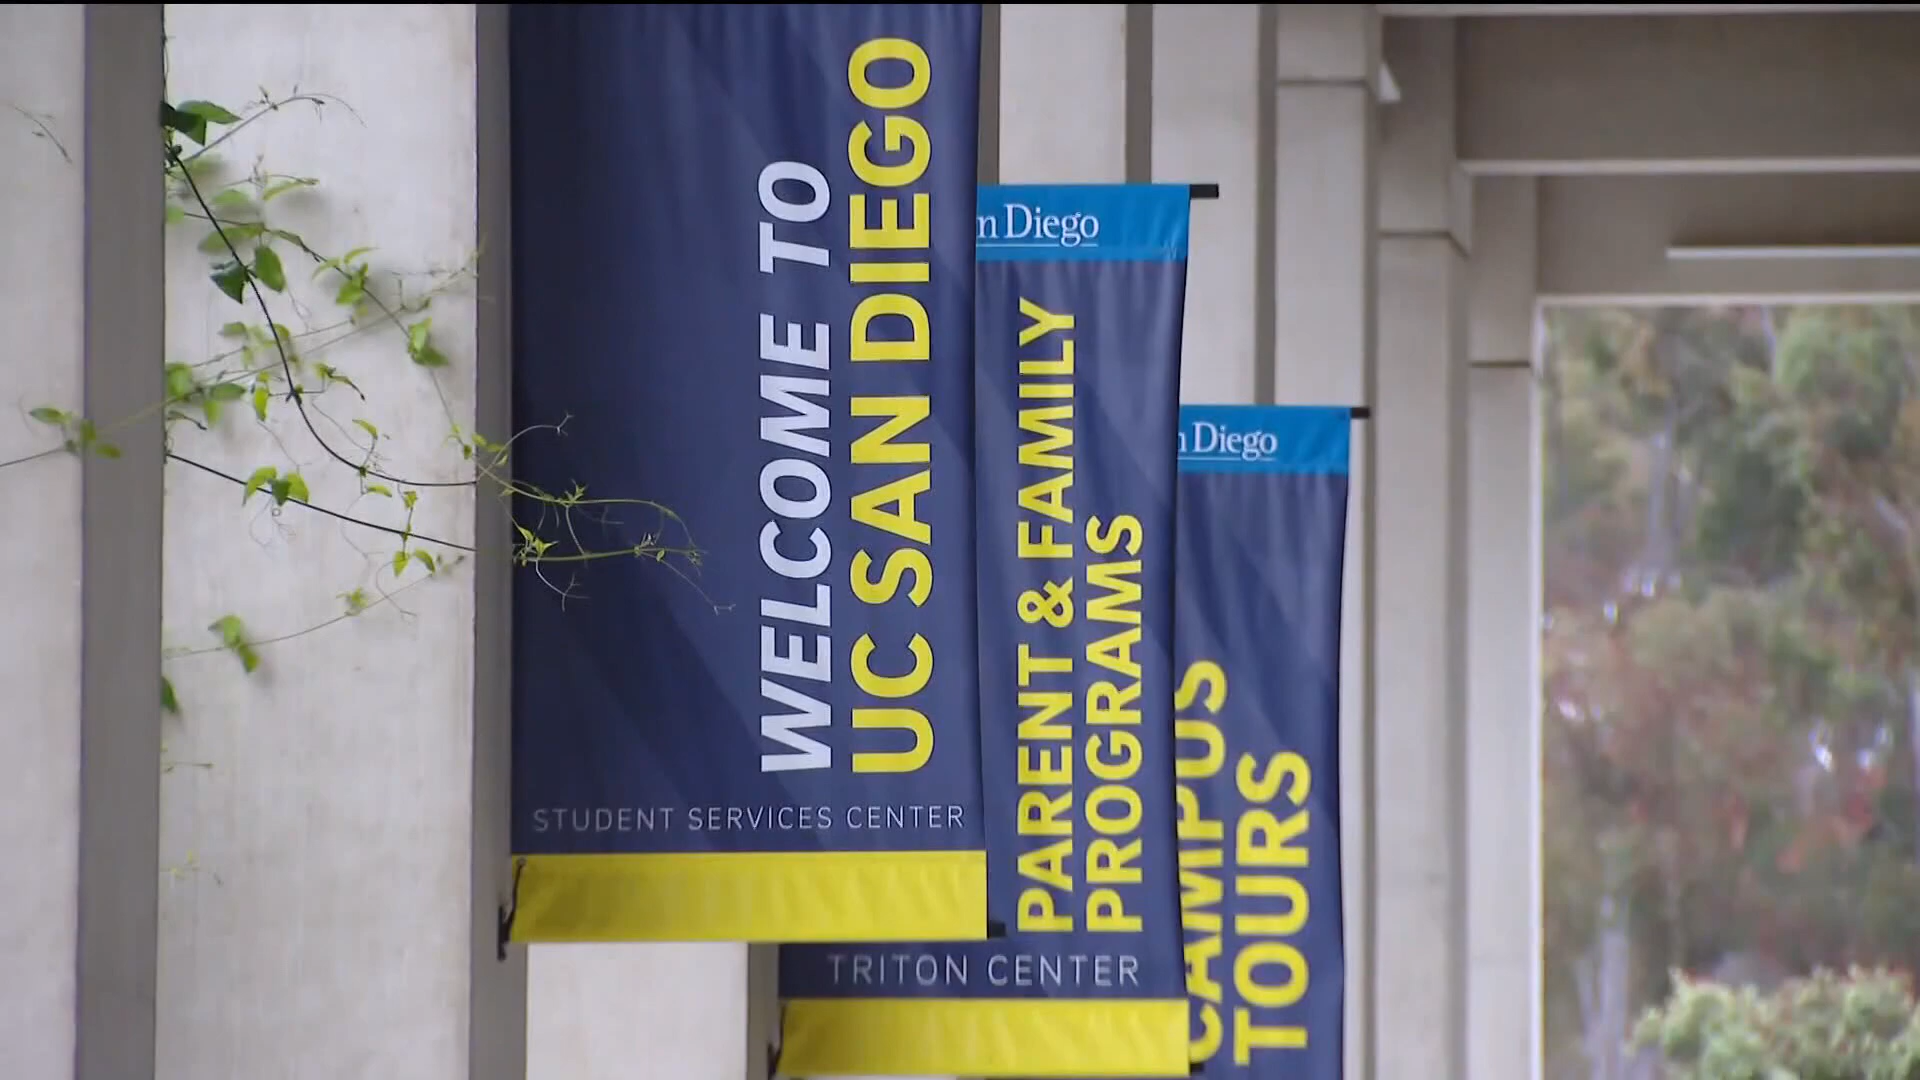 WELCOME TO
UC SAN DIEGO
STUDENT SERVICES CENTER
n Diego
PARENT & FAMILY
PROGRAMS
TRITON CENTER
n Diego
CAMPUS
TOURS